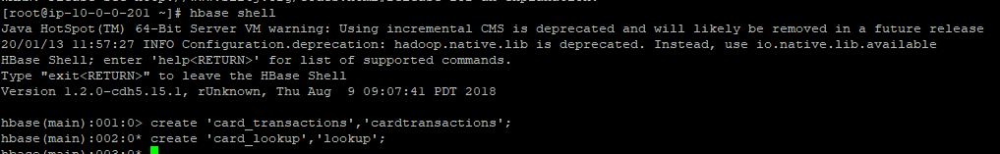 [root@ip-10-0-0-201 ~]# hbase shell
Java HotSpot(TM) 64-Bit Server VM warning: Using incremental CMS is deprecated and will likely be removed in a future release
20/01/13 11:57:27 INFO Configuration.deprecation: hadoop.native.lib is deprecated. Instead, use io.native.lib.available
HBase Shell; enter 'help<RETURN>' for list of supported commands.
Type "exit<RETURN>" to leave the HBase Shell
Version 1.2.0-cdh5.15.1, rUnknown, Thu Aug  9 09:07:41 PDT 2018
hbase(main):001:0> create 'card_transactions','cardtransactions';
hbase(main):002:0* create 'card_lookup','lookup';
hbase(main):003:0*